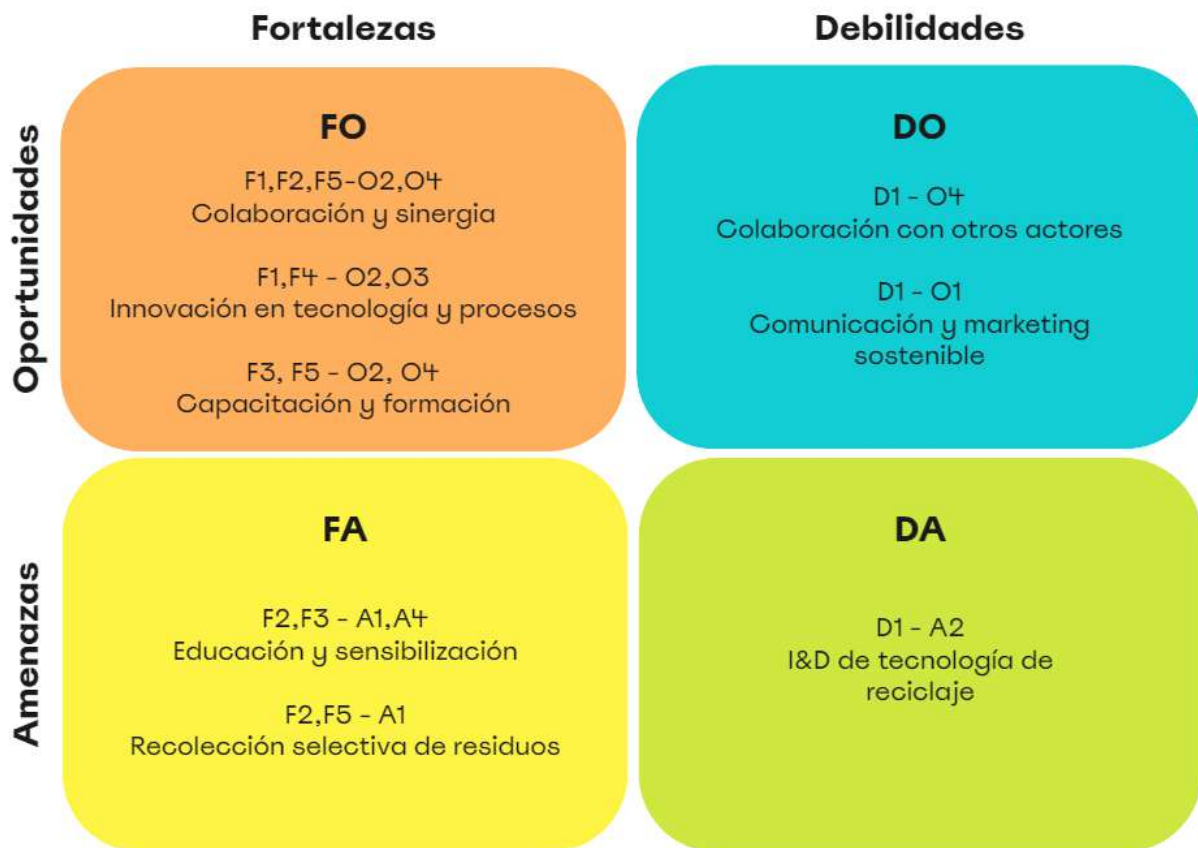 Fortalezas
Debilidades
Oportunidades
FO
F1,F2,F5-O2,O4
Colaboración y sinergia
F1,F4 - O2,O3
Innovación en tecnología y procesos
F3, F5 - O2, O4
Capacitación y formación
DO
D1 - O4
Colaboración con otros actores
D1 - O1
Comunicación y marketing
sostenible
Amenazas
FA
F2,F3 - A1,A4
Educación y sensibilización
F2,F5 - A1
Recolección selectiva de residuos
DA
D1 - A2
I&D de tecnología de
reciclaje